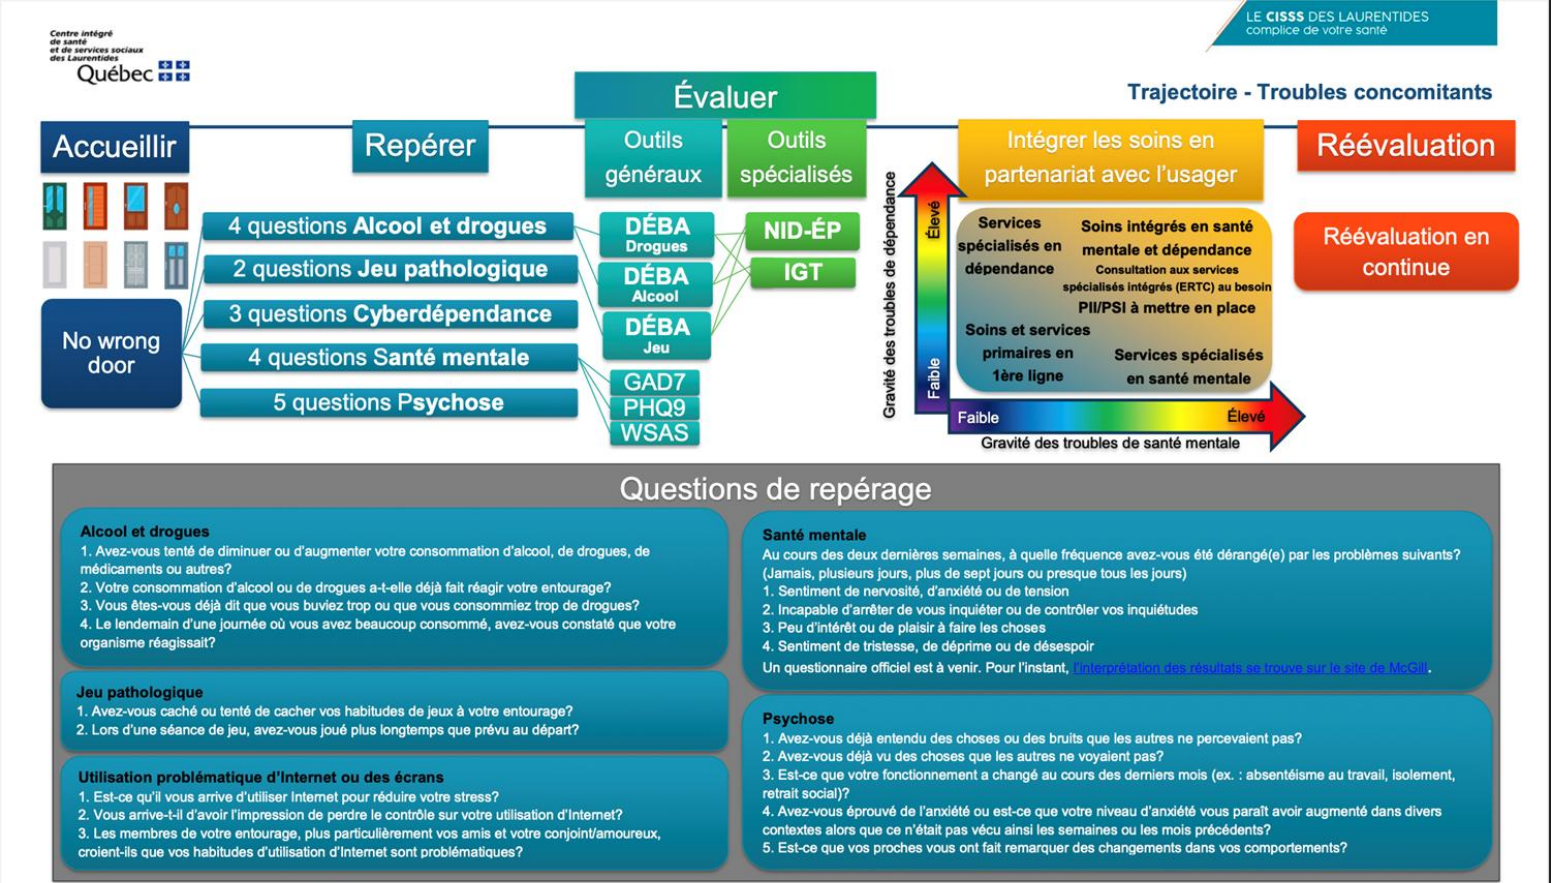 Centre intégré
de santé
et de services sociaux
des Laurentides
Québec
LE CISSS DES LAURENTIDES
complice de votre santé
Trajectoire - Troubles concomitants
Accueillir
Repérer
Évaluer
Outils
généraux
Outils
spécialisés
Intégrer les soins en
partenariat avec l'usager
Réévaluation
No wrong
door
4 questions Alcool et drogues
2 questions Jeu pathologique
3 questions Cyberdépendance
4 questions Santé mentale
5 questions Psychose
DÉBA
Drogues
DÉBA
Alcool
DÉBA
Jeu
GAD7
PHQ9
WSAS
NID-ÉP
IGT
Gravité des troubles de dépendance
Élevé
Faible
Services
spécialisés en
dépendance
Soins intégrés en santé
mentale et dépendance
Consultation aux services
spécialisés intégrés (ERTC) au besoin
PII/PSI à mettre en place
Soins et services
primaires en
1ère ligne
Services spécialisés
en santé mentale
Faible
Élevé
Gravité des troubles de santé mentale
Réévaluation en
continue
Questions de repérage
Alcool et drogues
1. Avez-vous tenté de diminuer ou d'augmenter votre consommation d'alcool, de drogues, de
médicaments ou autres?
2. Votre consommation d'alcool ou de drogues a-t-elle déjà fait réagir votre entourage?
3. Vous êtes-vous déjà dit que vous buviez trop ou que vous consommiez trop de drogues?
4. Le lendemain d'une journée où vous avez beaucoup consommé, avez-vous constaté que votre
organisme réagissait?
Jeu pathologique
1. Avez-vous caché ou tenté de cacher vos habitudes de jeux à votre entourage?
2. Lors d'une séance de jeu, avez-vous joué plus longtemps que prévu au départ?
Utilisation problématique d'Internet ou des écrans
1. Est-ce qu'il vous arrive d'utiliser Internet pour réduire votre stress?
2. Vous arrive-t-il d'avoir l'impression de perdre le contrôle sur votre utilisation d'Internet?
3. Les membres de votre entourage, plus particulièrement vos amis et votre conjoint/amoureux,
croient-ils que vos habitudes d'utilisation d'Internet sont problématiques?
Santé mentale
Au cours des deux dernières semaines, à quelle fréquence avez-vous été dérangé(e) par les problèmes suivants?
(Jamais, plusieurs jours, plus de sept jours ou presque tous les jours)
1. Sentiment de nervosité, d'anxiété ou de tension
2. Incapable d'arrêter de vous inquiéter ou de contrôler vos inquiétudes
3. Peu d'intérêt ou de plaisir à faire les choses
4. Sentiment de tristesse, de déprime ou de désespoir
Un questionnaire officiel est à venir. Pour l'instant, l'interprétation des résultats se trouve sur le site de McGill.
Psychose
1. Avez-vous déjà entendu des choses ou des bruits que les autres ne percevaient pas?
2. Avez-vous déjà vu des choses que les autres ne voyaient pas?
3. Est-ce que votre fonctionnement a changé au cours des derniers mois (ex. : absentéisme au travail, isolement,
retrait social)?
4. Avez-vous éprouvé de l'anxiété ou est-ce que votre niveau d'anxiété vous paraît avoir augmenté dans divers
contextes alors que ce n'était pas vécu ainsi les semaines ou les mois précédents?
5. Est-ce que vos proches vous ont fait remarquer des changements dans vos comportements?